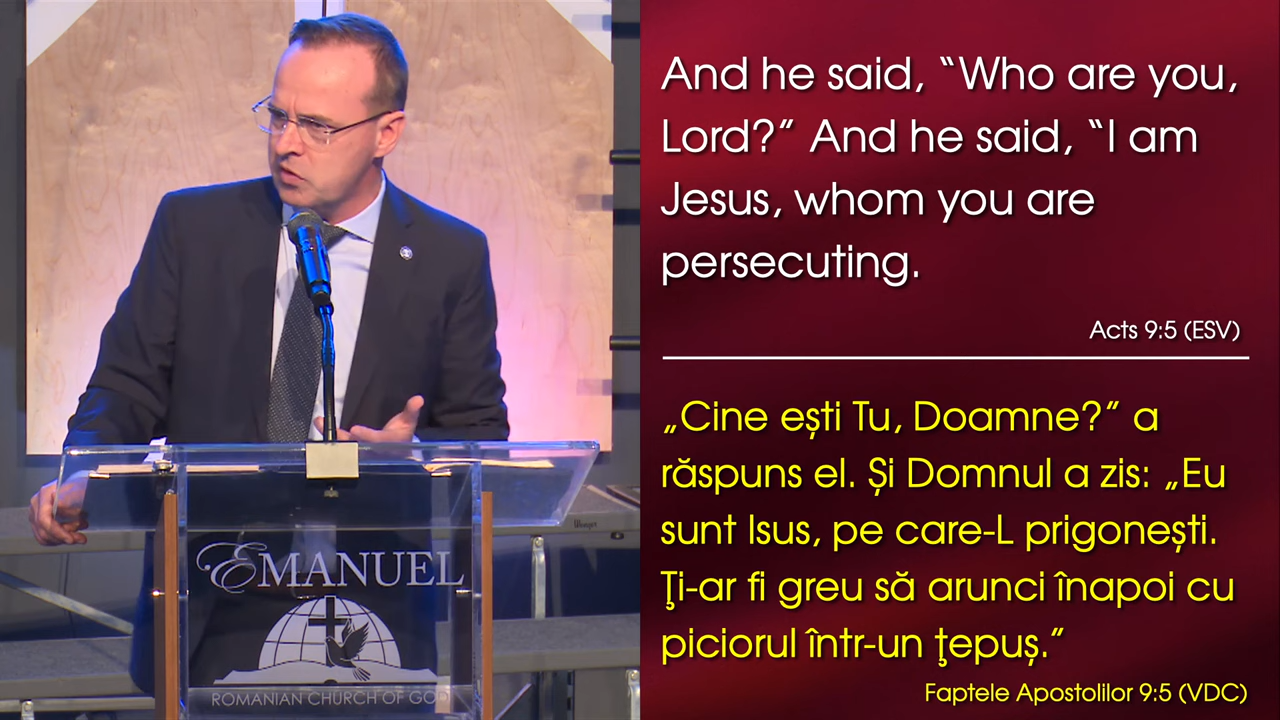 And he said, “Who are you,
Lord?” And he said, “I am
Jesus, whom you are
persecuting.
Acts 9:5 (ESV)
„Cine ești Tu, Doamne?” a
răspuns el. Și Domnul a zis: „Eu
sunt Isus, pe care-L prigonești.
Ţi-ar fi greu să arunci înapoi cu
piciorul într-un ţepuș.”
Faptele Apostolilor 9:5 (VDC)
Wenger
EMANUEL
ROMANIAN CHURCH OF GOD